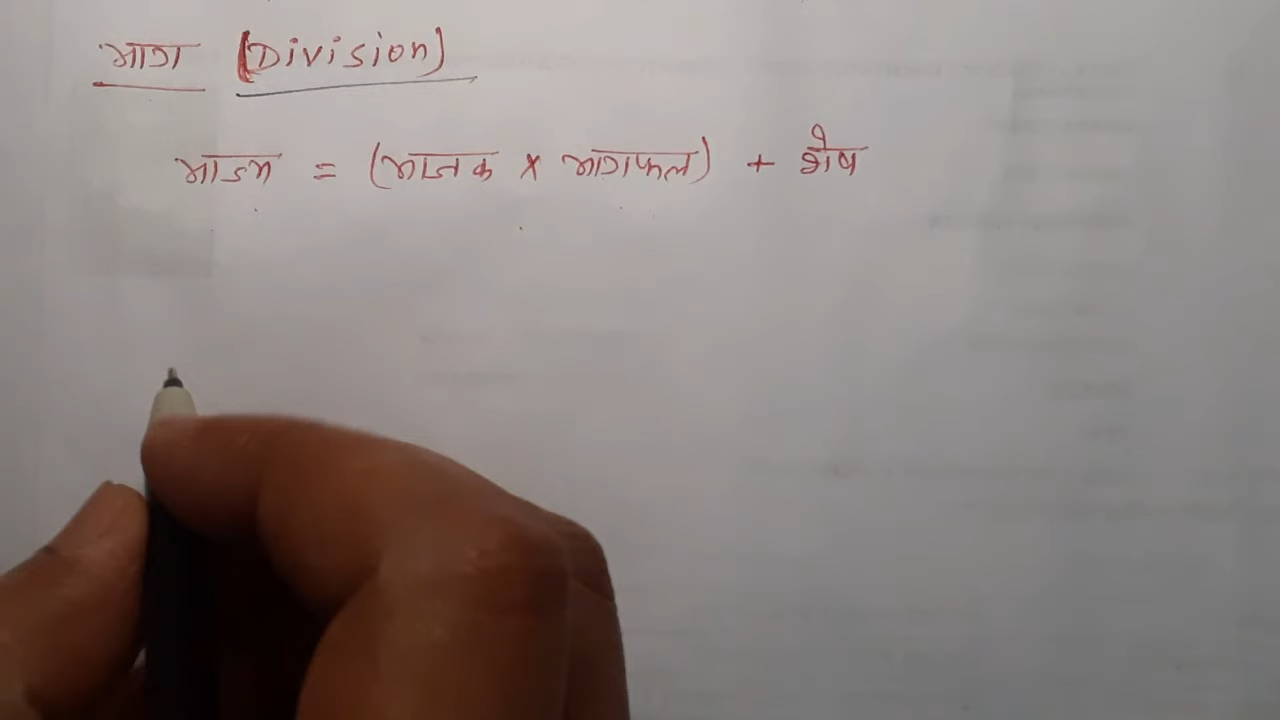 भाग (Division)
भाज्य = (भाजक × भागफल) + शेष